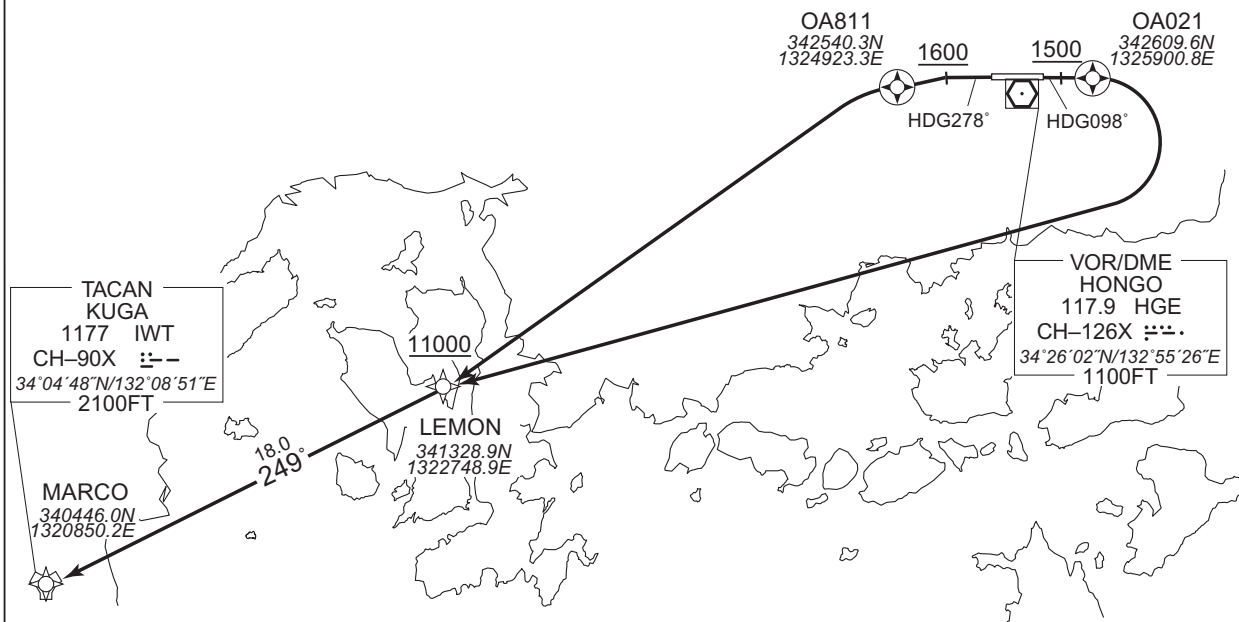 OA811
342540.3N
1324923.3E
1600
1500
OA021
342609.6N
1325900.8E
HDG278°
HDG098°
TACAN
KUGA
1177 IWT
CH–90X
34°04´48˝N/132°08´51˝E
2100FT
VOR/DME
HONGO
117.9 HGE
CH–126X
34°26´02˝N/132°55´26˝E
1100FT
11000
LEMON
341328.9N
1322748.9E
18.0
249°
MARCO
340446.0N
1320850.2E